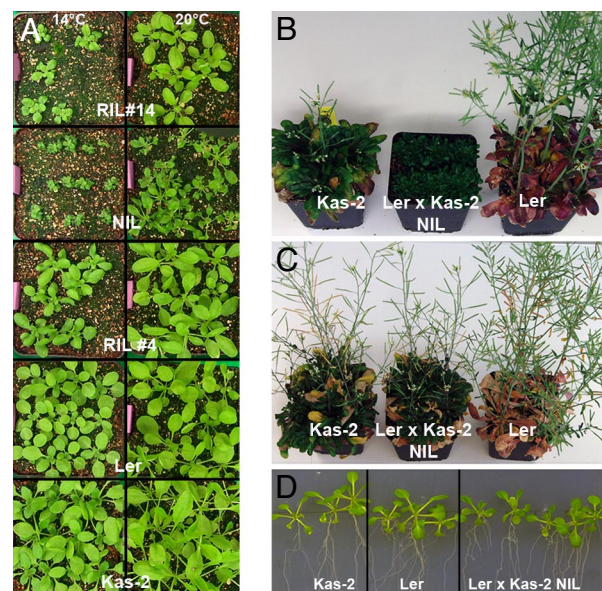 A
14°C
20°C
RIL#14
NIL
RIL #4
Ler
Kas-2
B
Kas-2
Ler x Kas-2
NIL
Ler
C
Kas-2
Ler x Kas-2
NIL
Ler
D
Kas-2
Ler
Ler x Kas-2 NIL